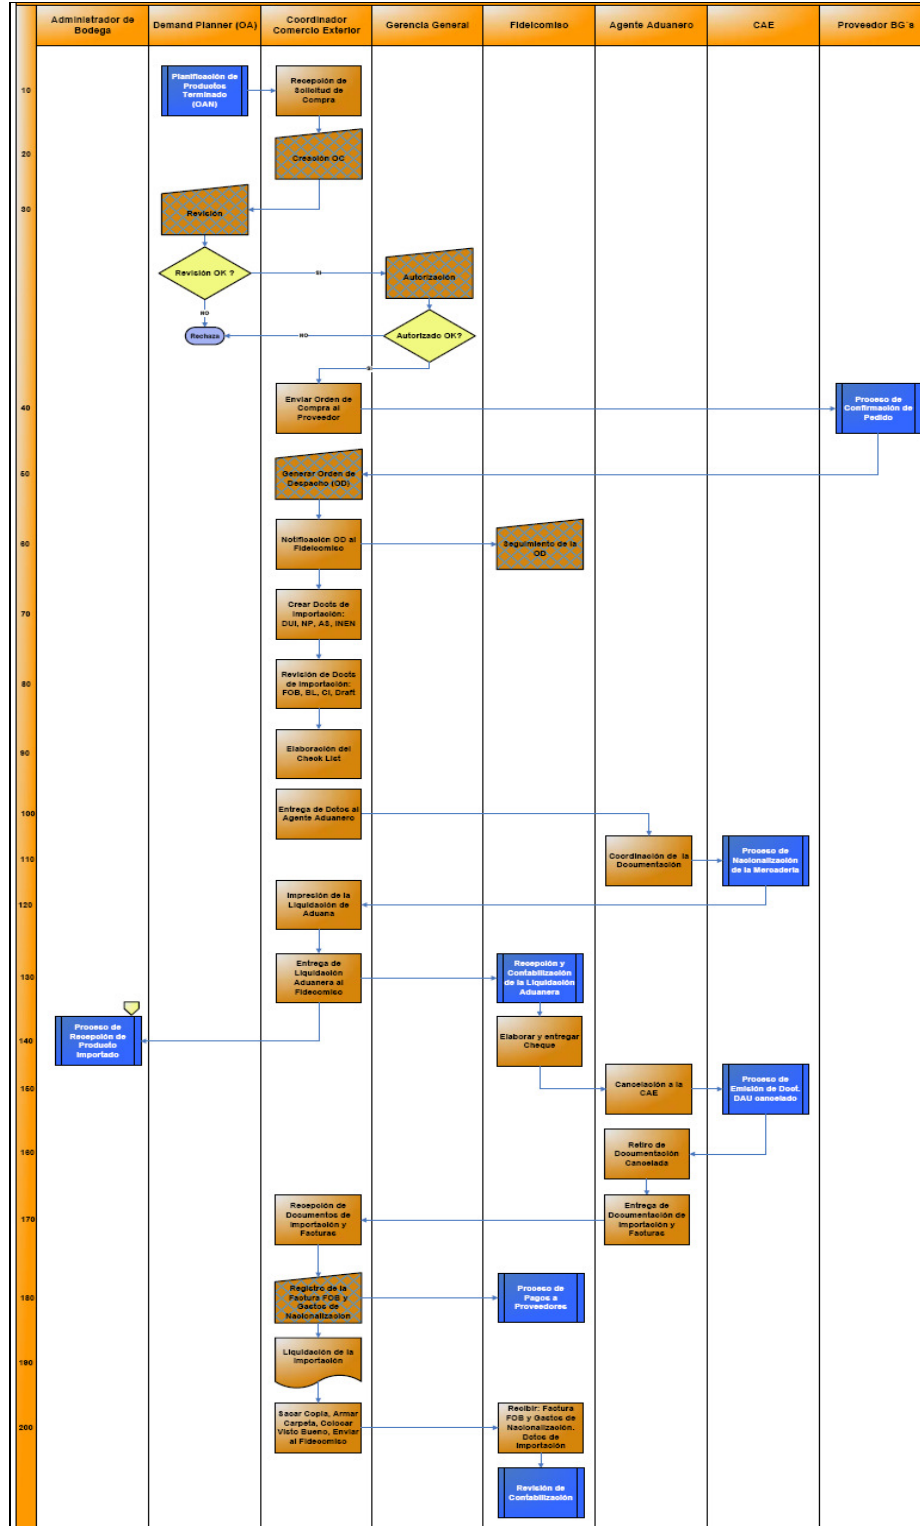 Administrador de
Bodega
Demand Planner (OA)
Coordinador
Comercio Exterior
Gerencia General
Fideicomiso
Agente Aduanero
CAE
Proveedor BG´s
10
Planificación de
Productos
Terminado
(OAN)
Recepción de
Solicitud de
Compra
20
Creación OC
30
Revisión
Revisión OK ?
SI
Autorización
NO
Rechaza
NO
Autorizado OK?
SI
40
Enviar Orden de
Compra al
Proveedor
Proceso de
Confirmación de
Pedido
50
Generar Orden de
Despacho (OD)
60
Notificación OD al
Fideicomiso
Seguimiento de la
OD
70
Crear Docts de
Importación:
DUI, NP, AS, INEN
80
Revisión de Docts
de Importación:
FOB, BL, CI, Draft
90
Elaboración del
Check List
100
Entrega de Dctos al
Agente Aduanero
110
Coordinación de la
Documentación
Proceso de
Nacionalización
de la Mercadería
120
Impresión de la
Liquidación de
Aduana
130
Entrega de
Liquidación
Aduanera al
Fideicomiso
Recepción y
Contabilización
de la Liquidación
Aduanera
140
Proceso de
Recepción de
Producto
Importado
Elaborar y entregar
Cheque
150
Cancelación a la
CAE
Proceso de
Emisión de Doct.
DAU cancelado
160
Retiro de
Documentación
Cancelada
170
Recepción de
Documentos de
Importación y
Facturas
Entrega de
Documentación de
Importación y
Facturas
180
Registro de la
Factura FOB y
Gastos de
Nacionalización
Proceso de
Pagos a
Proveedores
190
Liquidación de la
Importación
200
Sacar Copia, Armar
Carpeta, Colocar
Visto Bueno, Enviar
al Fideicomiso
Recibir: Factura
FOB y Gastos de
Nacionalización.
Dctos de
Importación
Revisión de
Contabilización